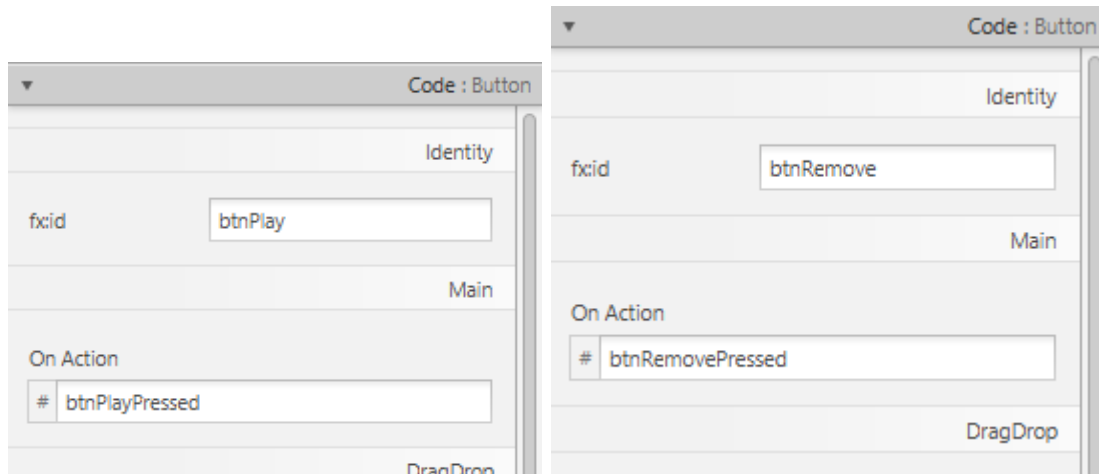 Code : Button
Identity
fx:id btnPlay
Main
On Action
# btnPlayPressed
DragDrop
Code : Button
Identity
fx:id btnRemove
Main
On Action
# btnRemovePressed
DragDrop